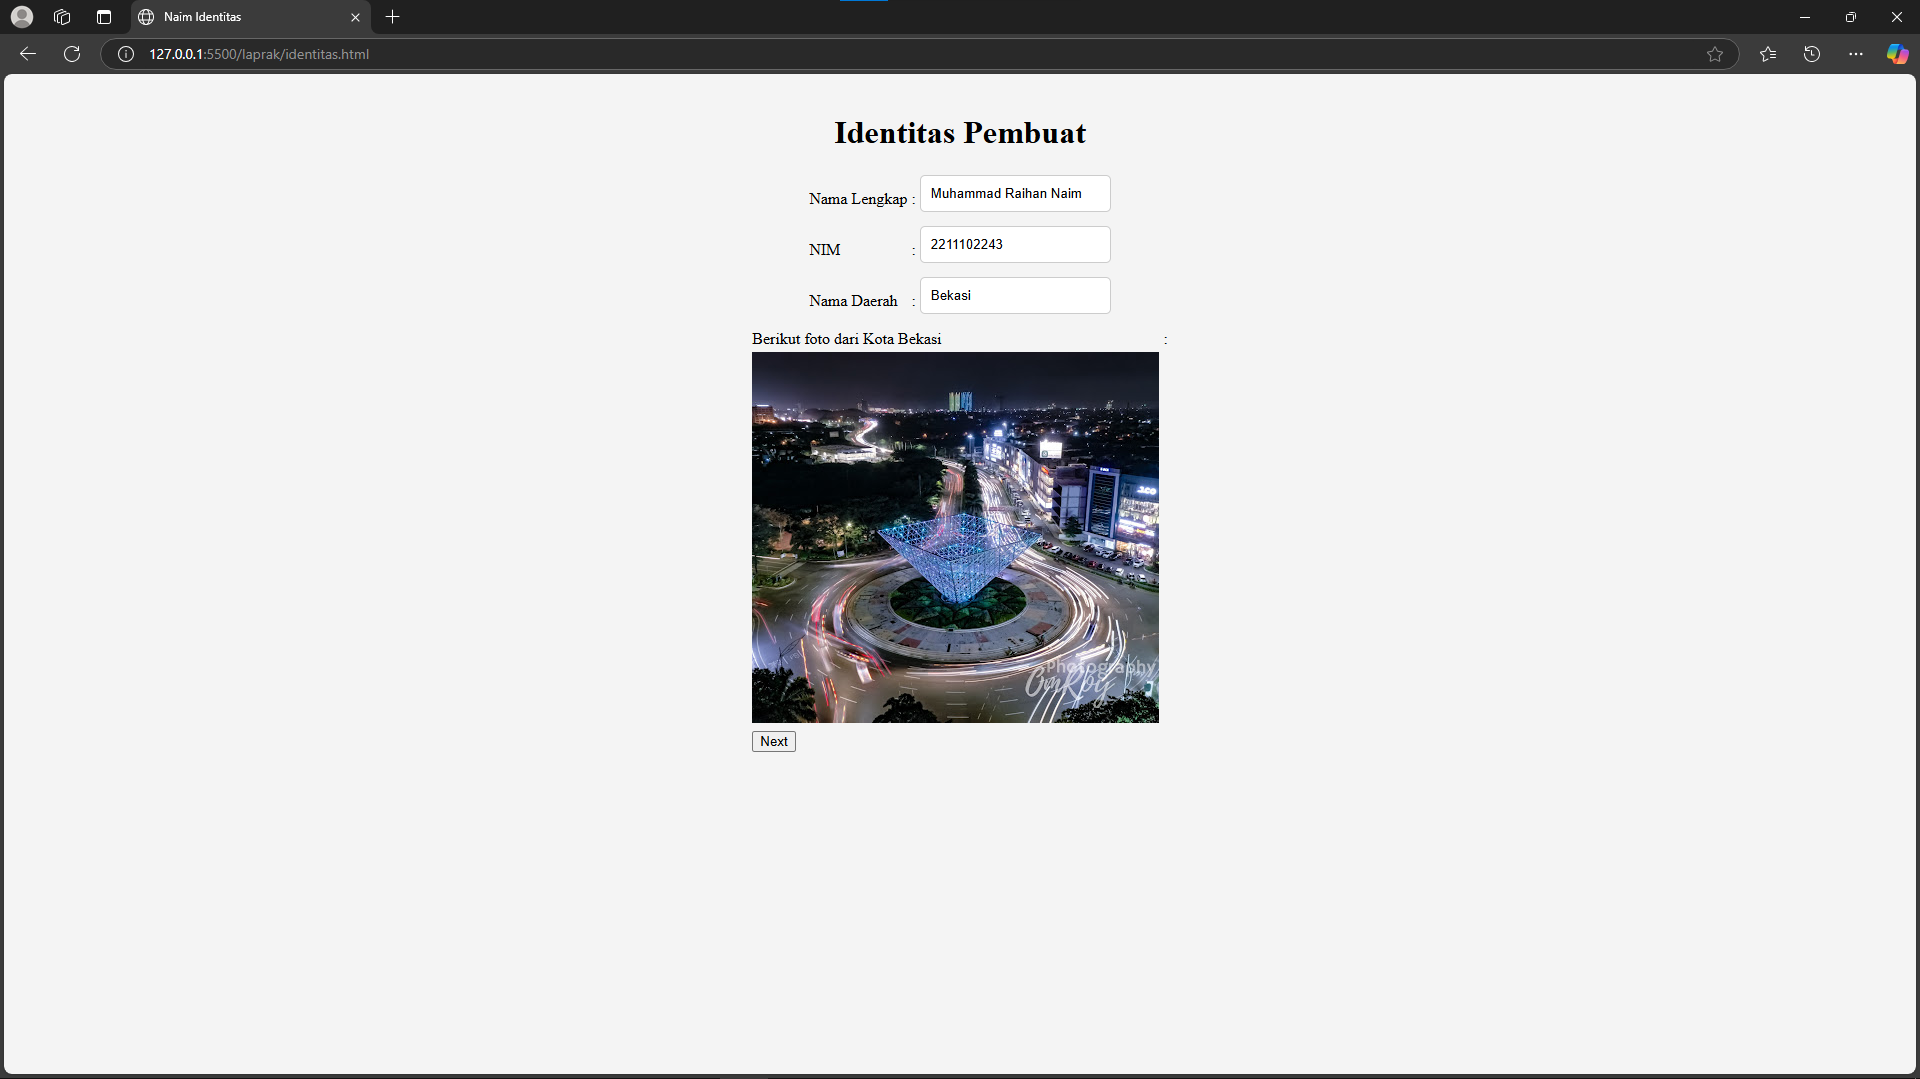 Naim Identitas
127.0.0.1:5500/laprak/identitas.html
Identitas Pembuat
Nama Lengkap : Muhammad Raihan Naim
NIM : 2211102243
Nama Daerah : Bekasi
Berikut foto dari Kota Bekasi :
Photography
OmRoy
Next